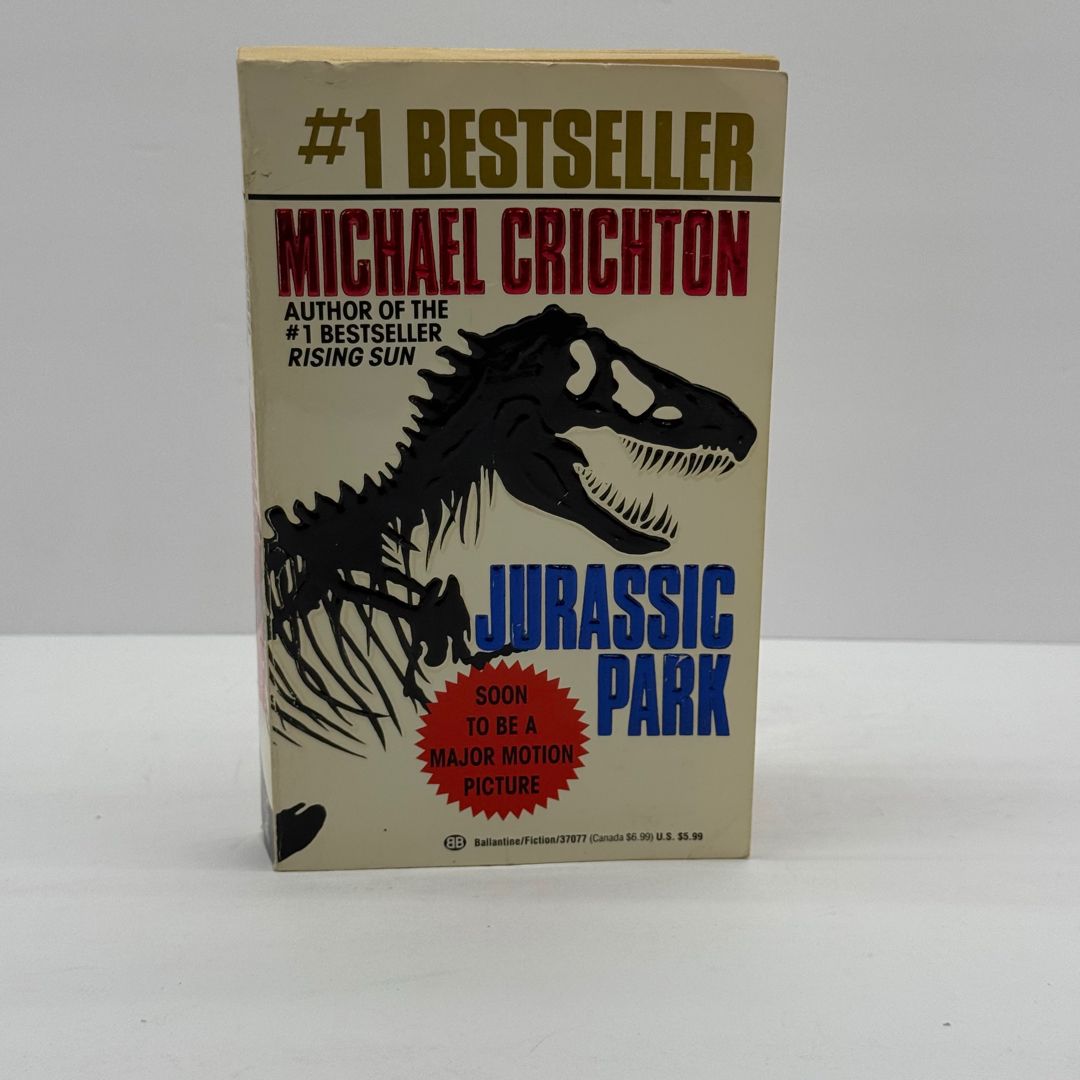 #1 BESTSELLER
MICHAEL CRICHTON
AUTHOR OF THE
#1 BESTSELLER
RISING SUN
JURASSIC
PARK
SOON
TO BE A
MAJOR MOTION
PICTURE
BB Ballantine/Fiction/37077 (Canada $6.99) U.S. $5.99